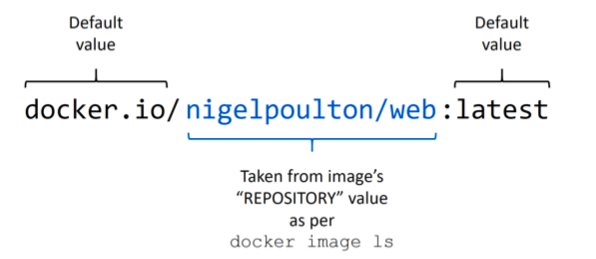 Default
value
Default
value
docker.io/nigelpoulton/web:latest
Taken from image’s
“REPOSITORY” value
as per
docker image ls